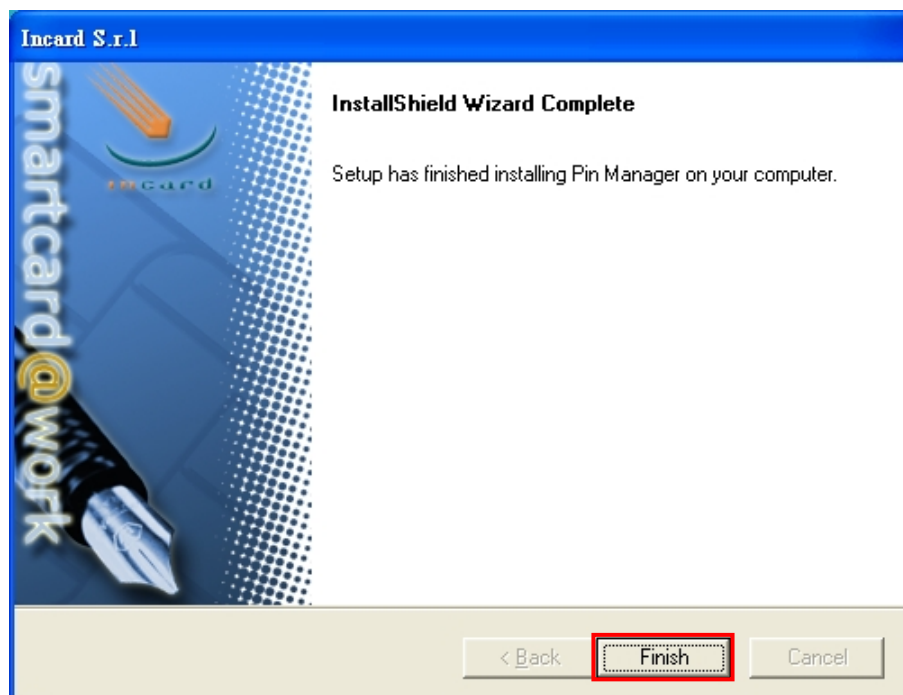 Incard S.r.l
smartcard@work
incard
InstallShield Wizard Complete
Setup has finished installing Pin Manager on your computer.
< Back
Finish
Cancel